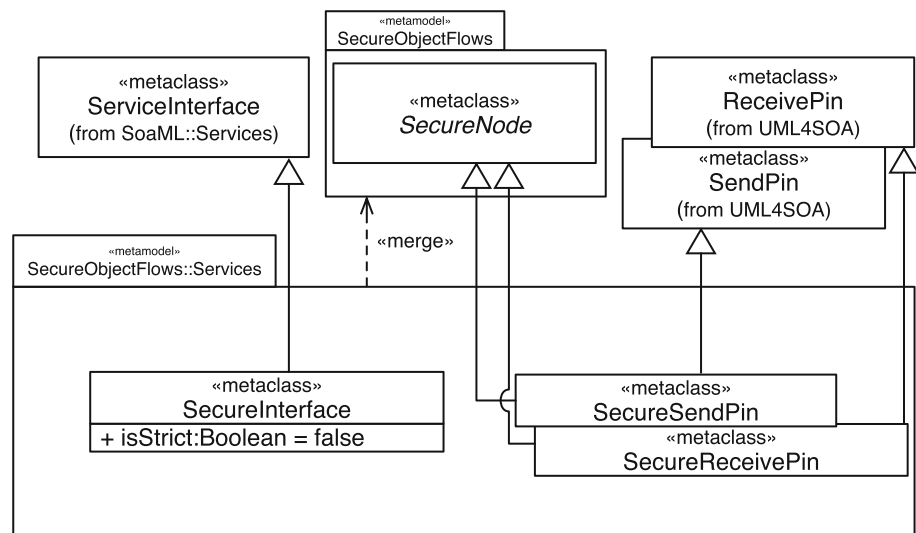 «metamodel»
SecureObjectFlows
«metaclass»
ServiceInterface
(from SoaML::Services)
«metaclass»
SecureNode
«metaclass»
ReceivePin
(from UML4SOA)
«metaclass»
SendPin
(from UML4SOA)
«merge»
«metamodel»
SecureObjectFlows::Services
«metaclass»
SecureInterface
+ isStrict:Boolean = false
«metaclass»
SecureSendPin
«metaclass»
SecureReceivePin